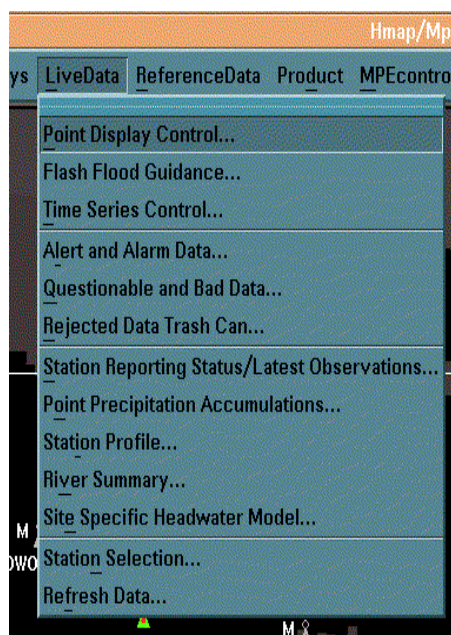 Hmap/Mp
ys LiveData ReferenceData Product MPEcontro
Point Display Control...
Flash Flood Guidance...
Time Series Control...
Alert and Alarm Data...
Questionable and Bad Data...
Rejected Data Trash Can...
Station Reporting Status/Latest Observations...
Point Precipitation Accumulations...
Station Profile...
River Summary...
Site Specific Headwater Model...
M
OWO
Station Selection...
Refresh Data...
M